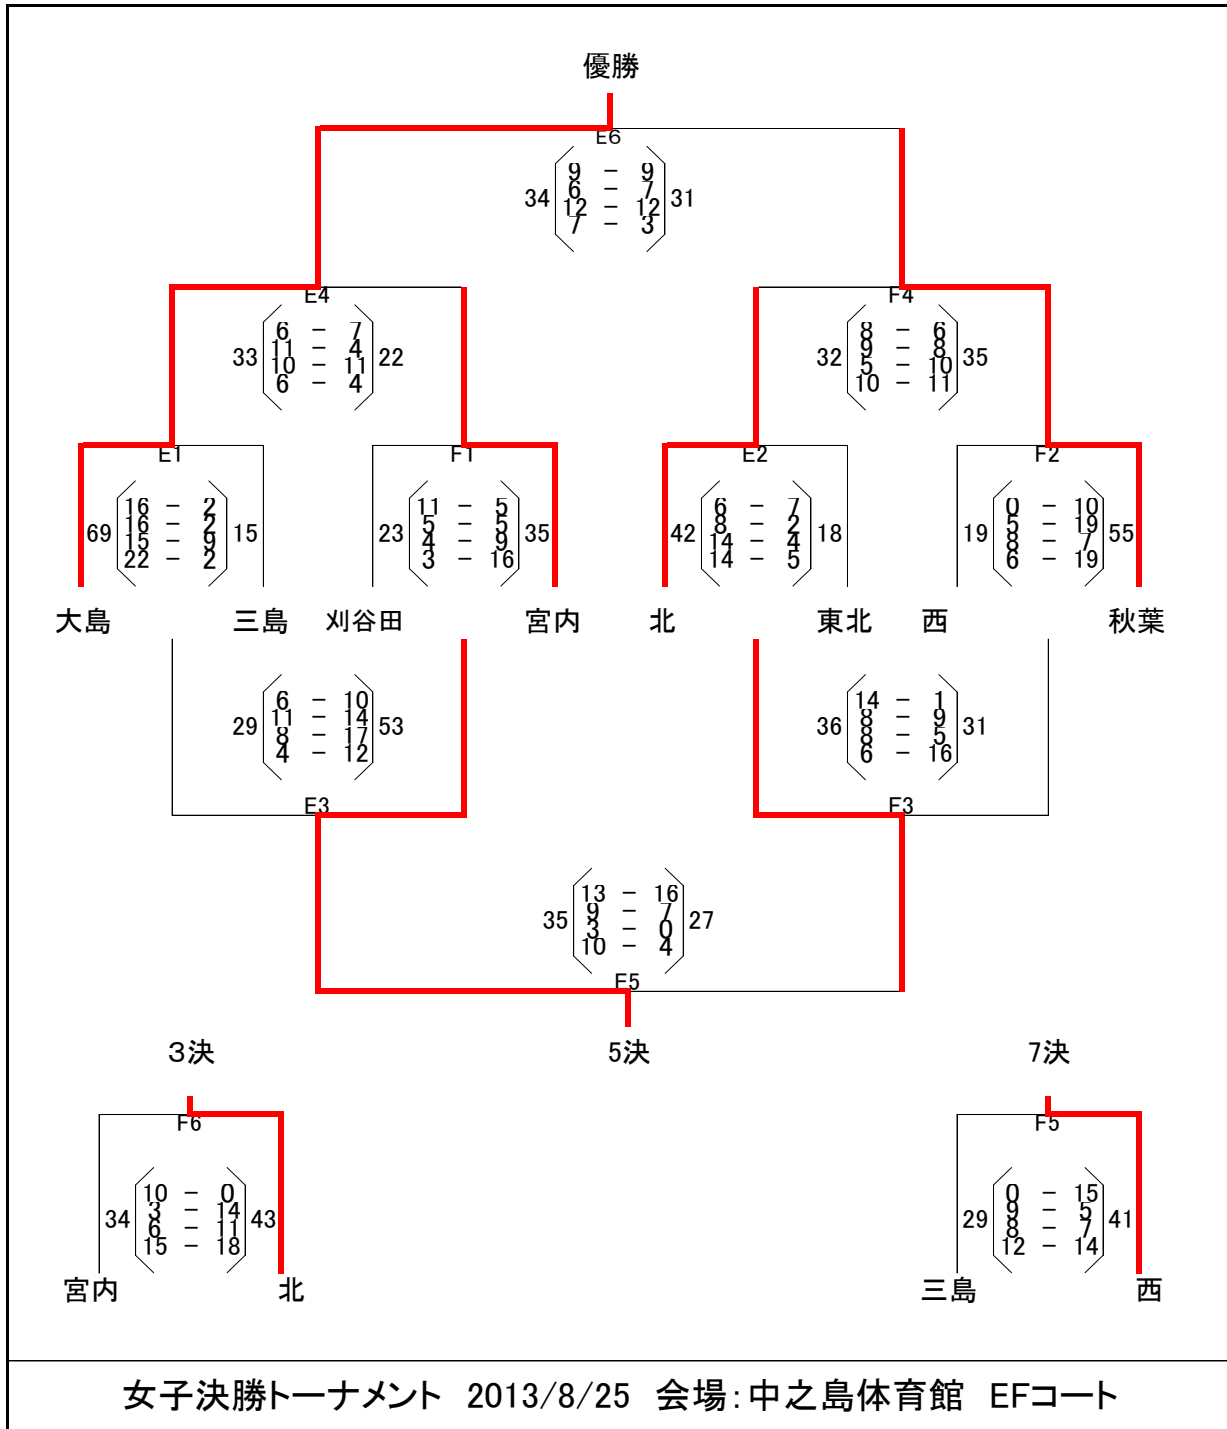 優勝
E6
9 - 9
34 6 - 7 31
12 - 12
7 - 3
E4 F4
6 - 7 8 - 6
33 11 - 4 22 32 9 - 8 35
10 - 11 5 - 10
6 - 4 10 - 11
E1 F1 E2 F2
16 - 2 11 - 5 6 - 7 0 - 10
69 16 - 2 15 23 5 - 5 35 42 8 - 2 18 19 5 - 19 55
15 - 9 4 - 9 14 - 4 8 - 7
22 - 2 3 - 16 14 - 5 6 - 19
大島 三島 刈谷田 宮内 北 東北 西 秋葉
6 - 10 14 - 1
29 11 - 14 53 36 8 - 9 31
8 - 17 8 - 5
4 - 12 6 - 16
E3 F3
13 - 16
35 9 - 7 27
3 - 0
10 - 4
E5
３決 5決 7決
F6 F5
10 - 0 0 - 15
34 3 - 14 43 29 9 - 5 41
6 - 11 8 - 7
15 - 18 12 - 14
宮内 北 三島 西
女子決勝トーナメント 2013/8/25 会場：中之島体育館 EFコート